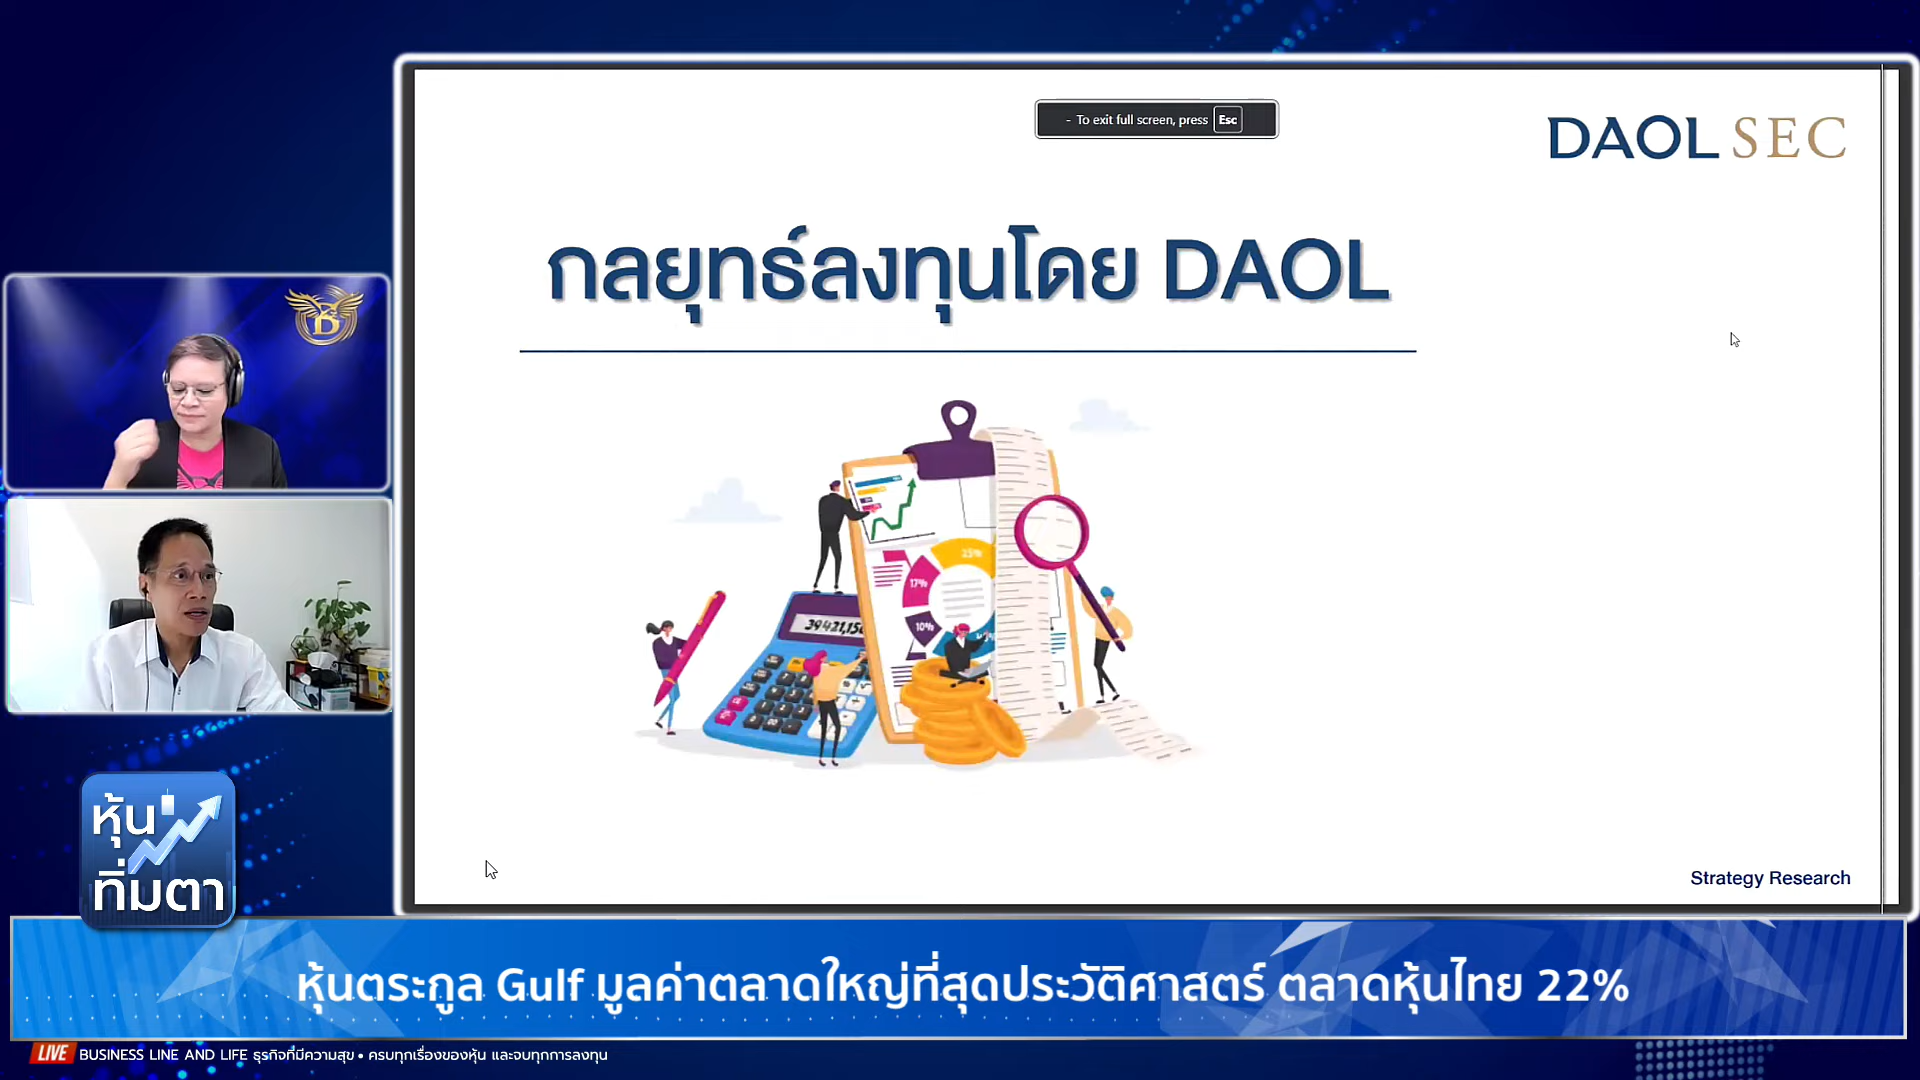 - To exit full screen, press Esc
DAOL SEC
กลยุทธ์ลงทุนโดย DAOL
25%
17%
10%
Strategy Research
หุ้น
ทิ่มตา
หุ้นตระกูล Gulf มูลค่าตลาดใหญ่ที่สุดประวัติศาสตร์ ตลาดหุ้นไทย 22%
LIVE BUSINESS LINE AND LIFE ธุรกิจที่มีความสุข • ครบทุกเรื่องของหุ้น และจบทุกการลงทุน